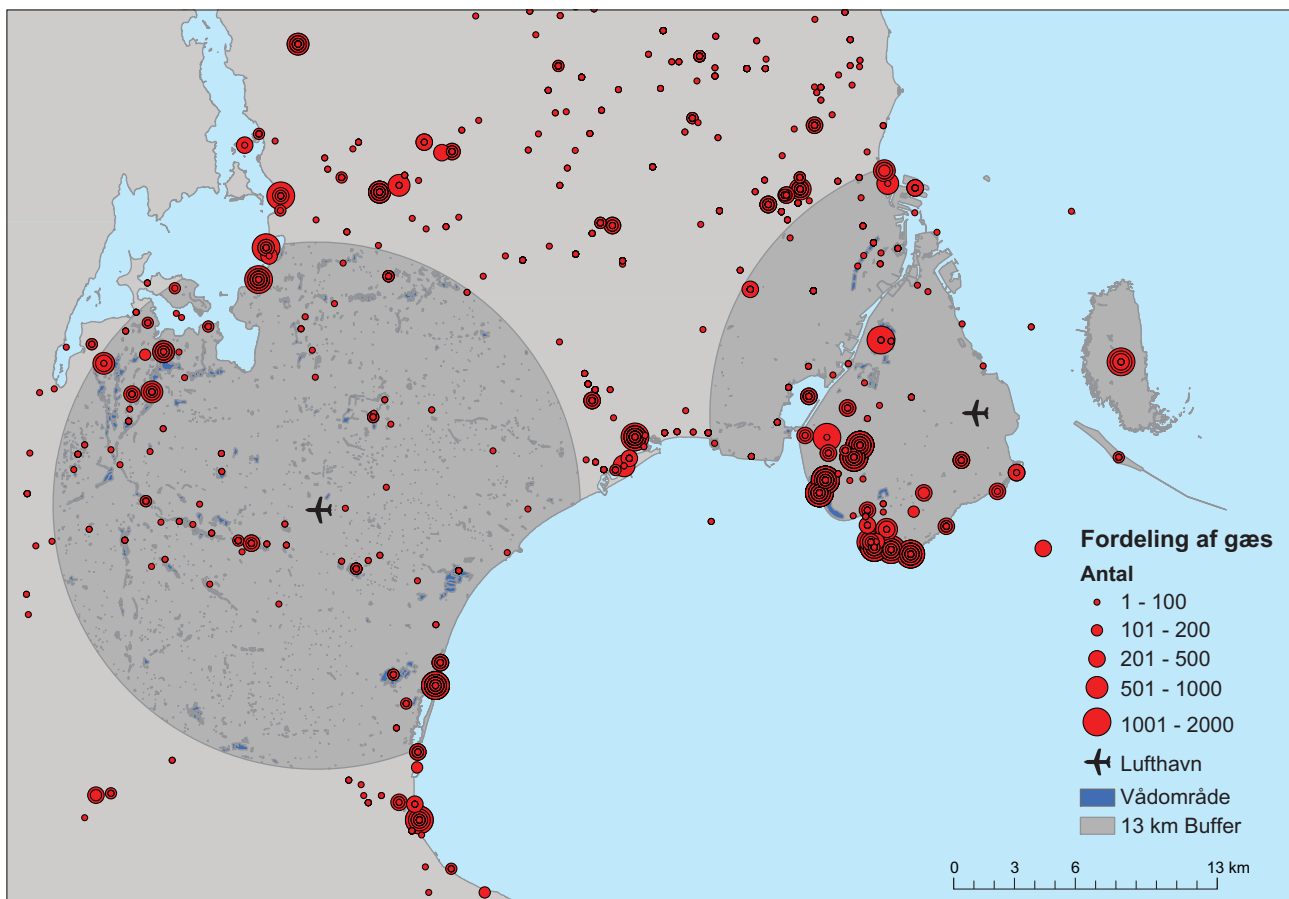 Fordeling af gæs
Antal
1 - 100
101 - 200
201 - 500
501 - 1000
1001 - 2000
Lufthavn
Vådområde
13 km Buffer
0 3 6 13 km